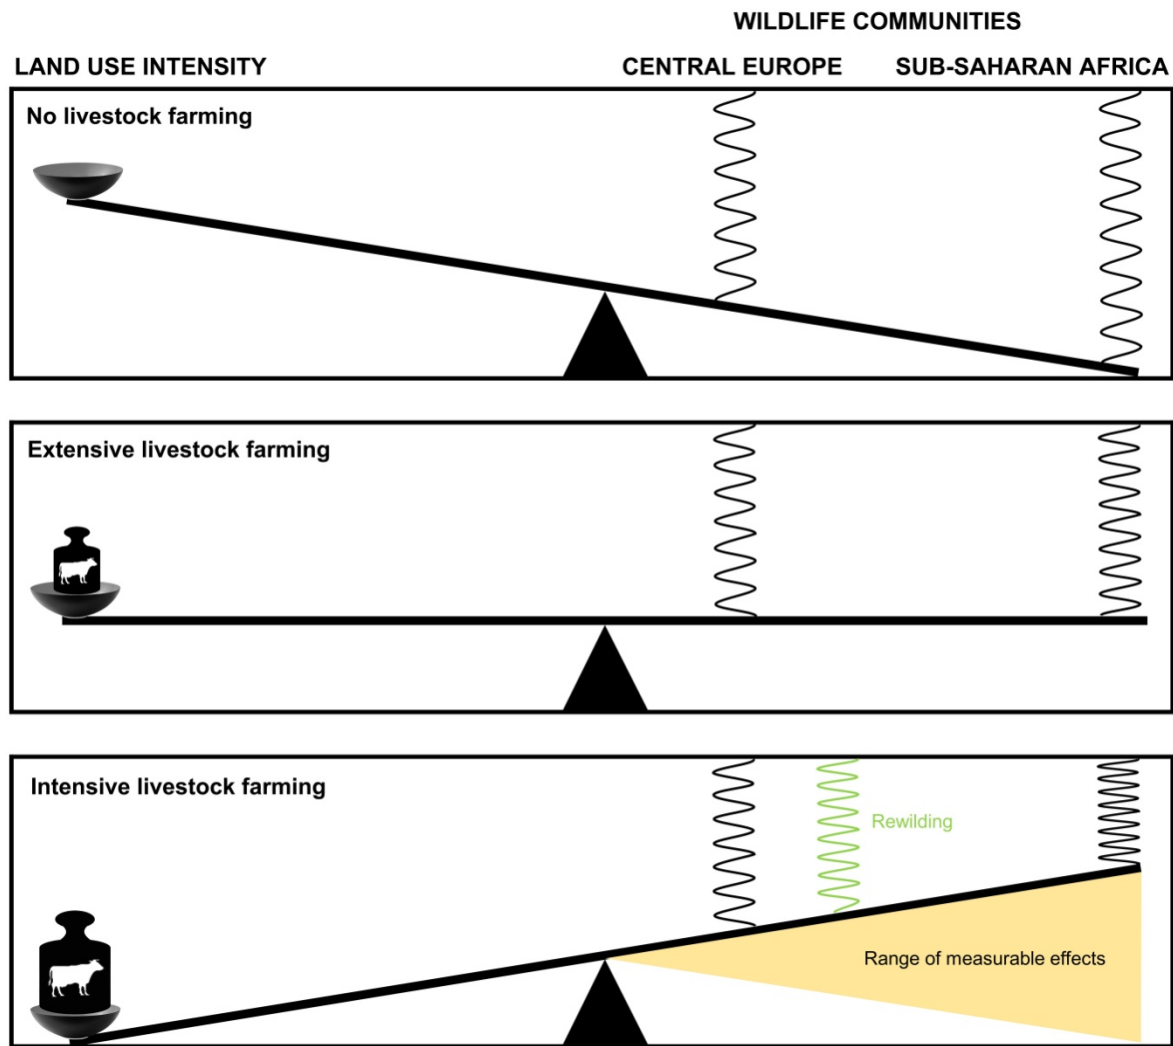 WILDLIFE COMMUNITIES
LAND USE INTENSITY CENTRAL EUROPE SUB-SAHARAN AFRICA
No livestock farming
Extensive livestock farming
Intensive livestock farming
Rewilding
Range of measurable effects